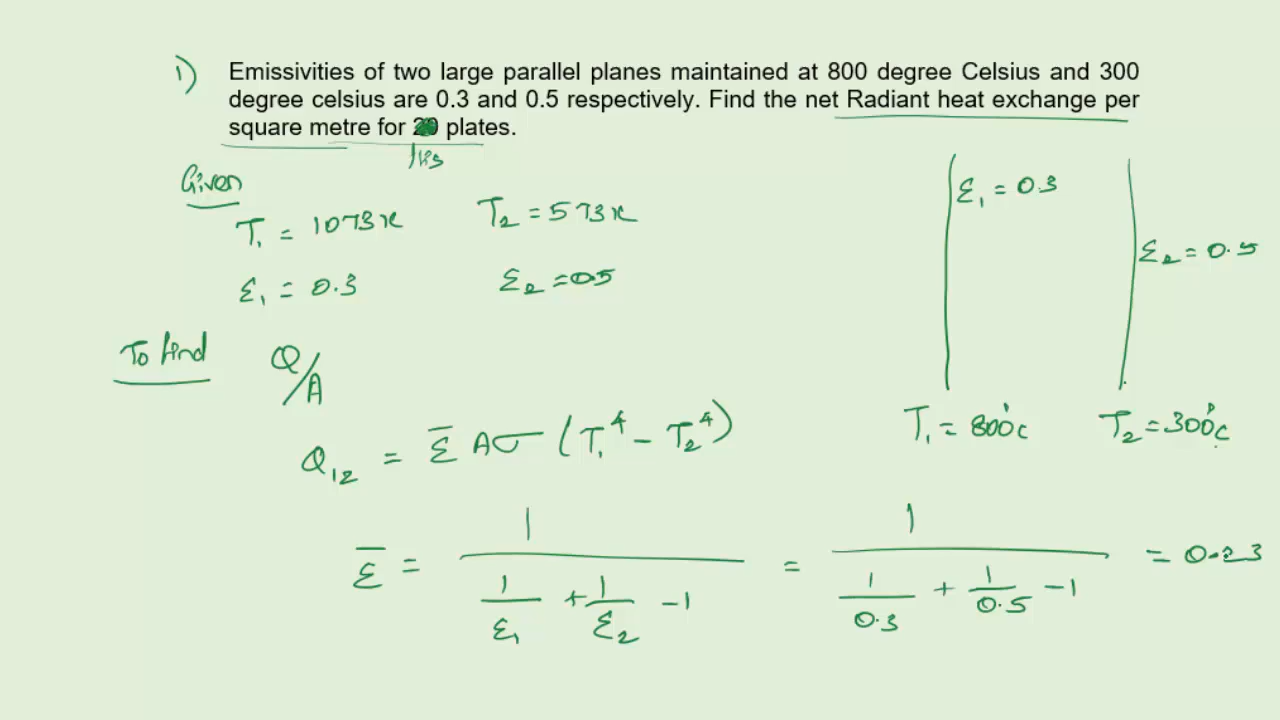 1) Emissivities of two large parallel planes maintained at 800 degree Celsius and 300
degree celsius are 0.3 and 0.5 respectively. Find the net Radiant heat exchange per
square metre for plates.
Given
T₁ = 1073K T₂ = 573K
ε₁ = 0.3 ε₂ = 0.5
ε₁ = 0.3
ε₂ = 0.5
T₁ = 800°C T₂ = 300°C
To find Q/A
Q₁₂ = ε̅ A σ (T₁⁴ - T₂⁴)
ε̅ = 1 / (1/ε₁ + 1/ε₂ - 1) = 1 / (1/0.3 + 1/0.5 - 1) = 0.23